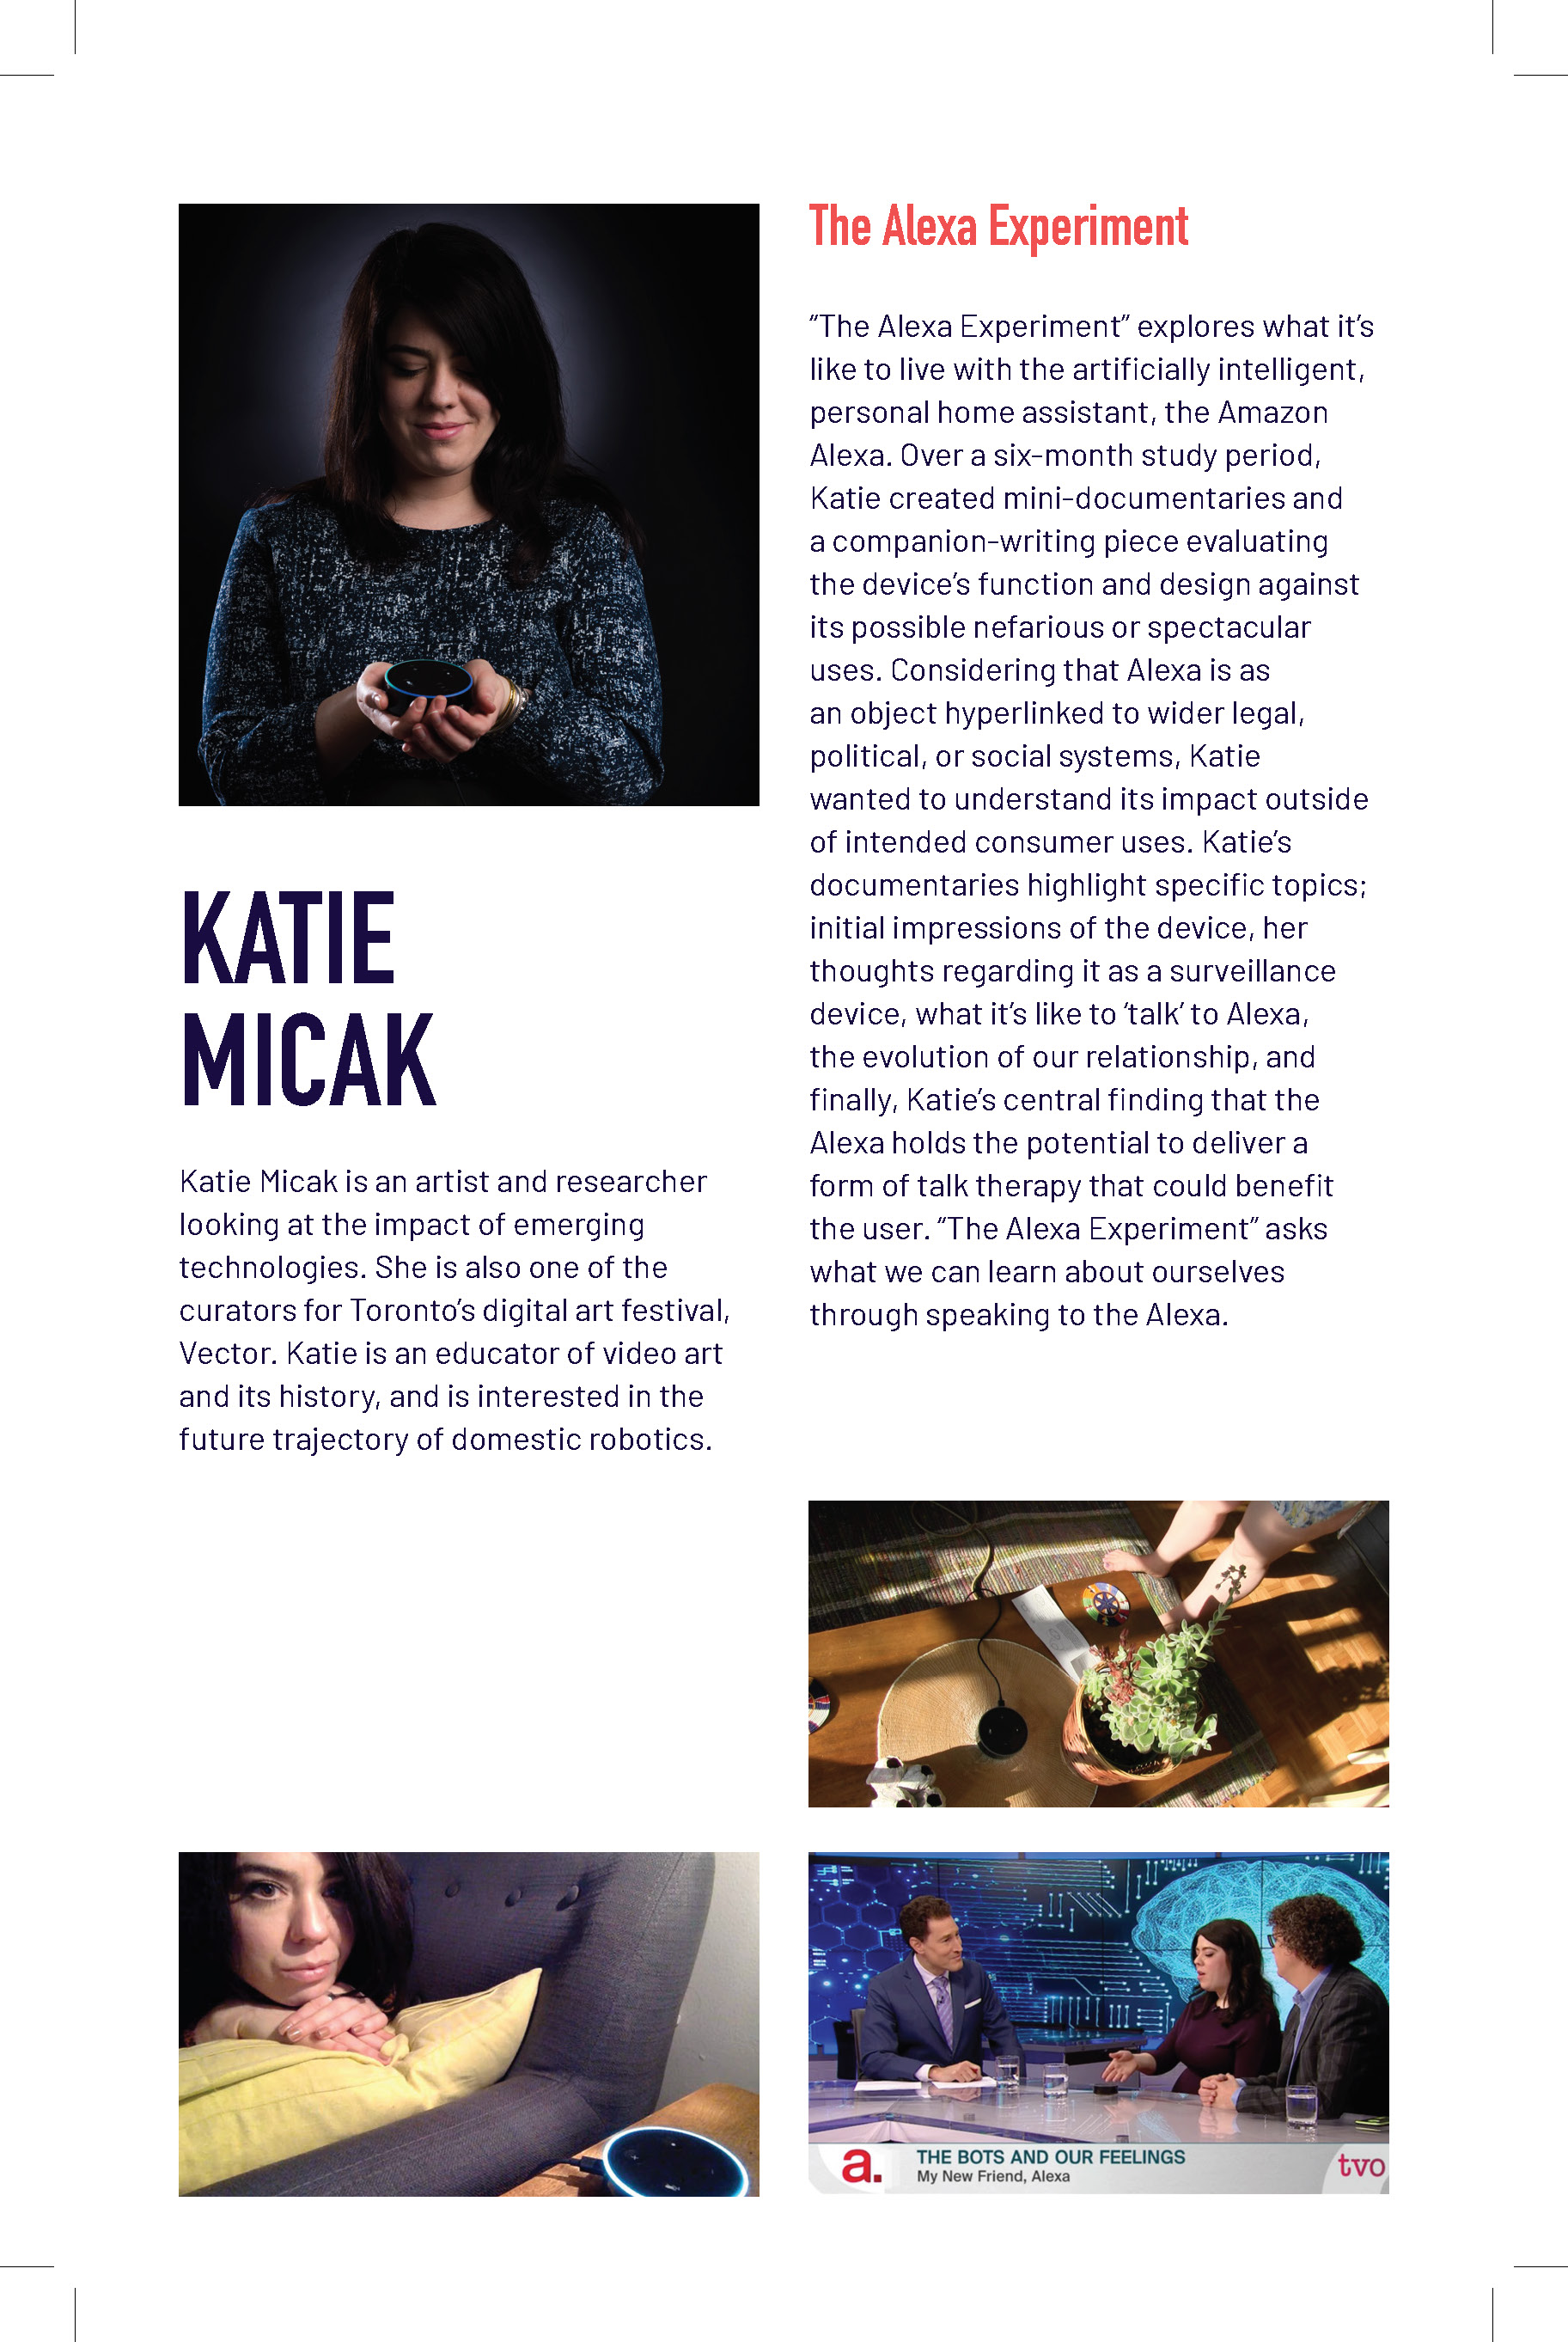 KATIE
MICAK
Katie Micak is an artist and researcher
looking at the impact of emerging
technologies. She is also one of the
curators for Toronto’s digital art festival,
Vector. Katie is an educator of video art
and its history, and is interested in the
future trajectory of domestic robotics.
The Alexa Experiment
“The Alexa Experiment” explores what it’s
like to live with the artificially intelligent,
personal home assistant, the Amazon
Alexa. Over a six-month study period,
Katie created mini-documentaries and
a companion-writing piece evaluating
the device’s function and design against
its possible nefarious or spectacular
uses. Considering that Alexa is as
an object hyperlinked to wider legal,
political, or social systems, Katie
wanted to understand its impact outside
of intended consumer uses. Katie’s
documentaries highlight specific topics;
initial impressions of the device, her
thoughts regarding it as a surveillance
device, what it’s like to ‘talk’ to Alexa,
the evolution of our relationship, and
finally, Katie’s central finding that the
Alexa holds the potential to deliver a
form of talk therapy that could benefit
the user. “The Alexa Experiment” asks
what we can learn about ourselves
through speaking to the Alexa.
a.
THE BOTS AND OUR FEELINGS
My New Friend, Alexa
tvo